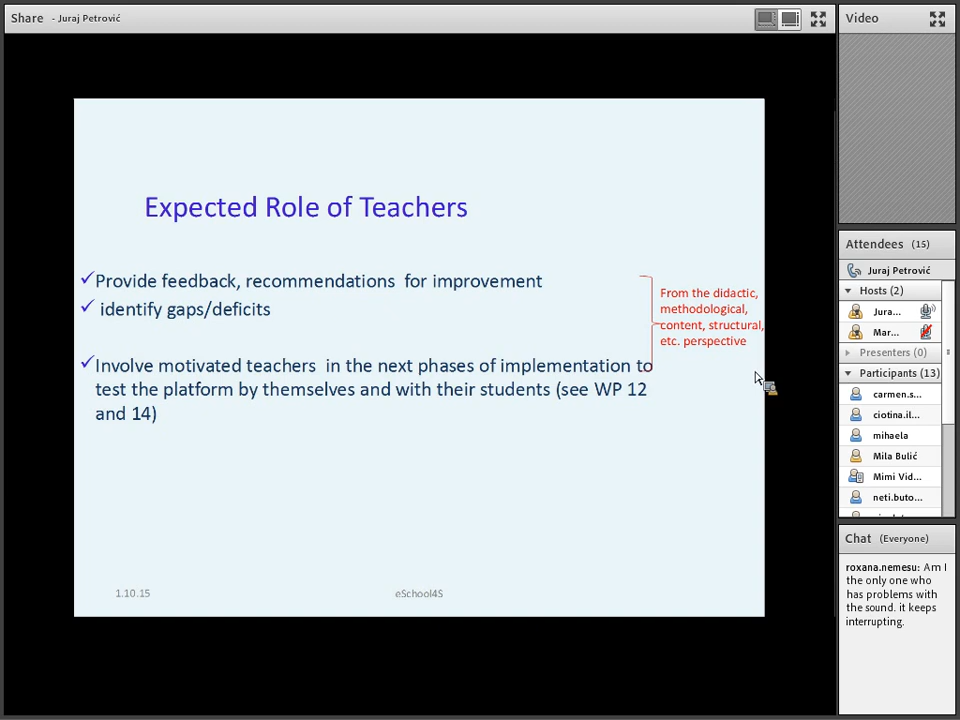 Share - Juraj Petrović
Video
Expected Role of Teachers
Provide feedback, recommendations for improvement
identify gaps/deficits
From the didactic,
methodological,
content, structural,
etc. perspective
Involve motivated teachers in the next phases of implementation to
test the platform by themselves and with their students (see WP 12
and 14)
1.10.15
eSchool4S
Attendees (15)
Juraj Petrović
Hosts (2)
Jura...
Mar...
Presenters (0)
Participants (13)
carmen.s...
ciotina.il...
mihaela
Mila Bulić
Mimi Vid...
neti.buto...
Chat (Everyone)
roxana.nemesu: Am I
the only one who
has problems with
the sound. it keeps
interrupting.